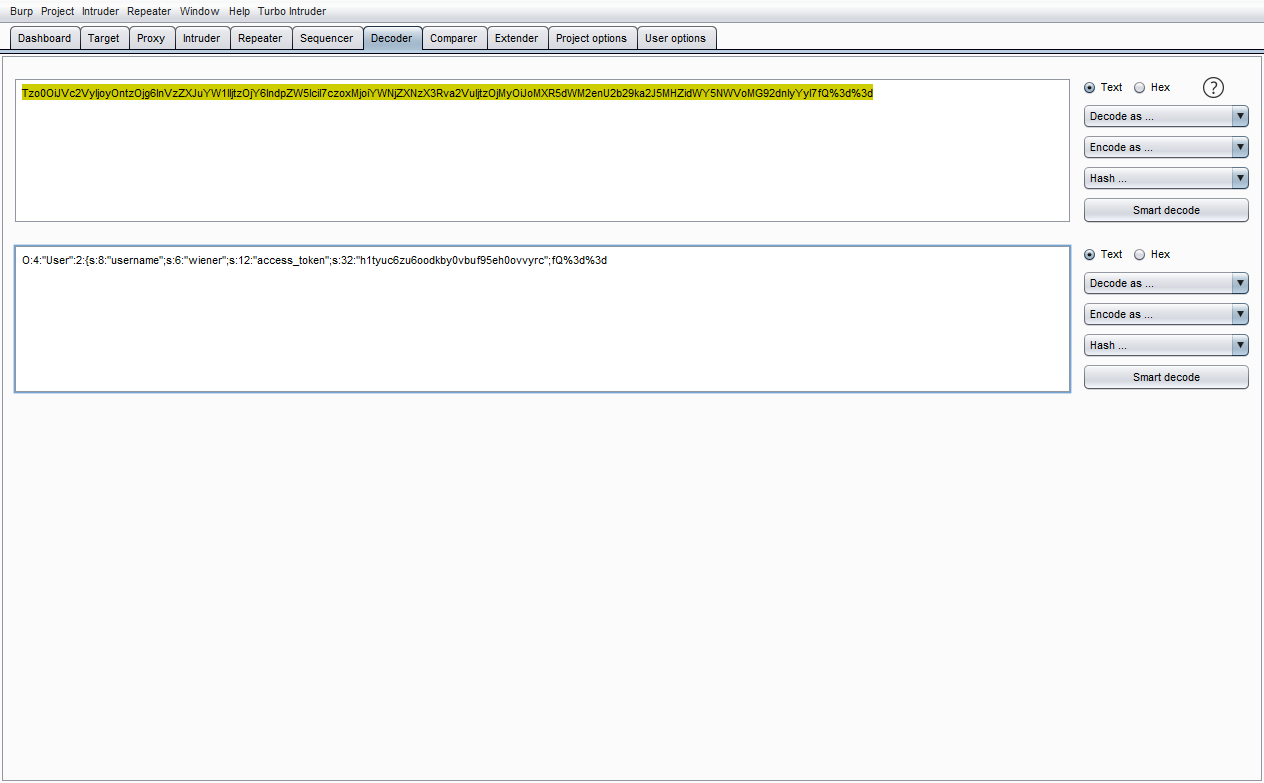 Burp Project Intruder Repeater Window Help Turbo Intruder
Dashboard Target Proxy Intruder Repeater Sequencer Decoder Comparer Extender Project options User options
Tzo0OiJVc2VyIjoyOntzOjg6InVzZXJuYW1lIjtzOjY6IndpZW5lciI7czoxMjoiYWNjZXNzX3Rva2VuIjtzOjMyOiJoMXR5dWM2enU2b29ka2J5MHZidWY5NWVoMG92dnlyYyI7fQ%3d%3d
Text Hex ?
Decode as ...
Encode as ...
Hash ...
Smart decode
O:4:"User":2:{s:8:"username";s:6:"wiener";s:12:"access_token";s:32:"h1tyuc6zu6oodkby0vbuf95eh0ovvyrc";fQ%3d%3d
Text Hex
Decode as ...
Encode as ...
Hash ...
Smart decode